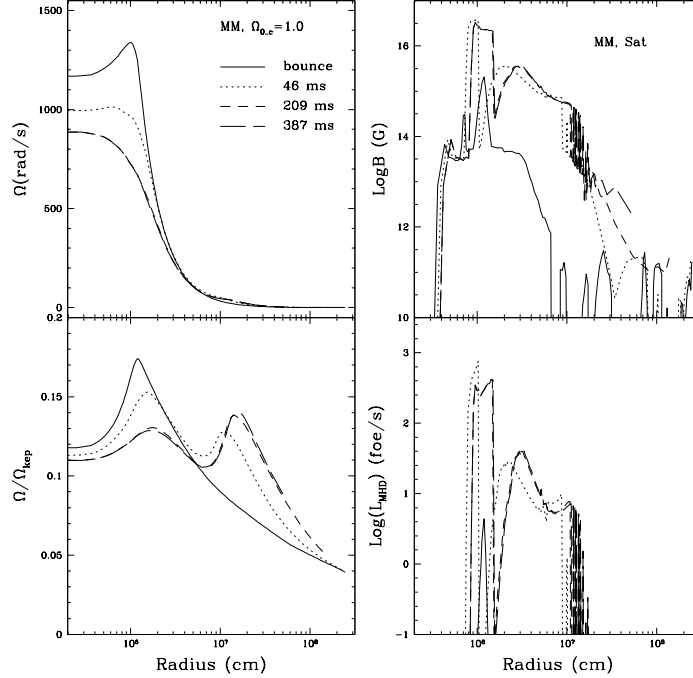 MM, Ω₀,c=1.0
bounce
46 ms
209 ms
387 ms
Ω(rad/s)
1500
1000
500
0
MM, Sat
LogB (G)
16
14
12
10
Ω/Ωkep
0.2
0.15
0.1
0.05
0
10⁶
10⁷
10⁸
Radius (cm)
Log(L_MHD) (foe/s)
3
2
1
0
-1
10⁶
10⁷
10⁸
Radius (cm)